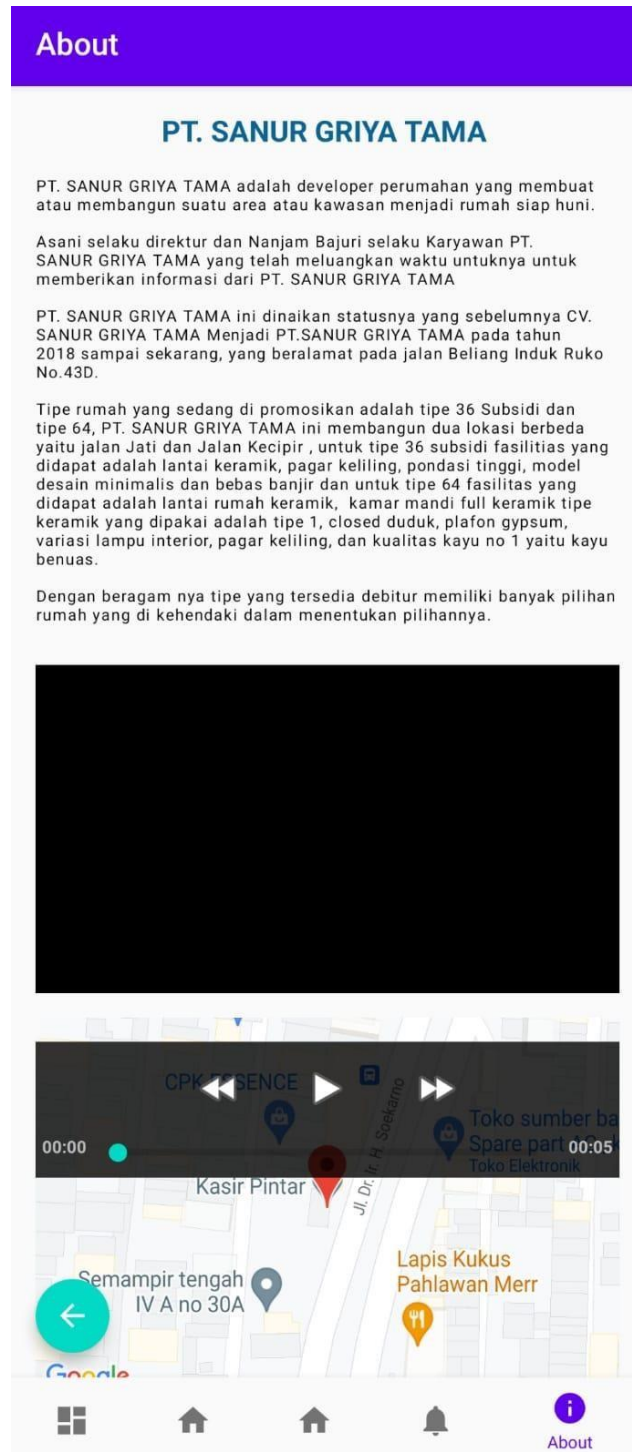 About
PT. SANUR GRIYA TAMA
PT. SANUR GRIYA TAMA adalah developer perumahan yang membuat
atau membangun suatu area atau kawasan menjadi rumah siap huni.
Asani selaku direktur dan Nanjam Bajuri selaku Karyawan PT.
SANUR GRIYA TAMA yang telah meluangkan waktu untuknya untuk
memberikan informasi dari PT. SANUR GRIYA TAMA
PT. SANUR GRIYA TAMA ini dinaikan statusnya yang sebelumnya CV.
SANUR GRIYA TAMA Menjadi PT.SANUR GRIYA TAMA pada tahun
2018 sampai sekarang, yang beralamat pada jalan Beliang Induk Ruko
No.43D.
Tipe rumah yang sedang di promosikan adalah tipe 36 Subsidi dan
tipe 64, PT. SANUR GRIYA TAMA ini membangun dua lokasi berbeda
yaitu jalan Jati dan Jalan Kecipir , untuk tipe 36 subsidi fasilitias yang
didapat adalah lantai keramik, pagar keliling, pondasi tinggi, model
desain minimalis dan bebas banjir dan untuk tipe 64 fasilitas yang
didapat adalah lantai rumah keramik, kamar mandi full keramik tipe
keramik yang dipakai adalah tipe 1, closed duduk, plafon gypsum,
variasi lampu interior, pagar keliling, dan kualitas kayu no 1 yaitu kayu
benuas.
Dengan beragam nya tipe yang tersedia debitur memiliki banyak pilihan
rumah yang di kehendaki dalam menentukan pilihannya.
CPK ESSENCE
Toko sumber ba
Spare part
Toko Elektronik
00:00
00:05
Kasir Pintar
Jl. Dr. Ir. H. Soekarno
Semampir tengah
IV A no 30A
Lapis Kukus
Pahlawan Merr
Google
About